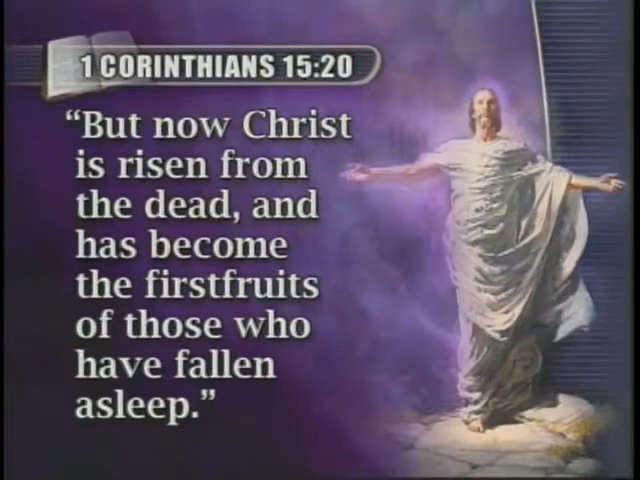 1 CORINTHIANS 15:20
“But now Christ
is risen from
the dead, and
has become
the firstfruits
of those who
have fallen
asleep.”